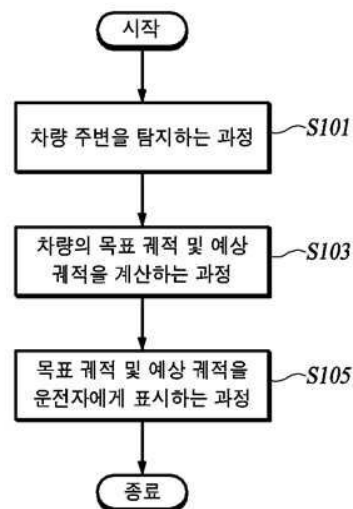 시작
차량 주변을 탐지하는 과정
S101
차량의 목표 궤적 및 예상
궤적을 계산하는 과정
S103
목표 궤적 및 예상 궤적을
운전자에게 표시하는 과정
S105
종료